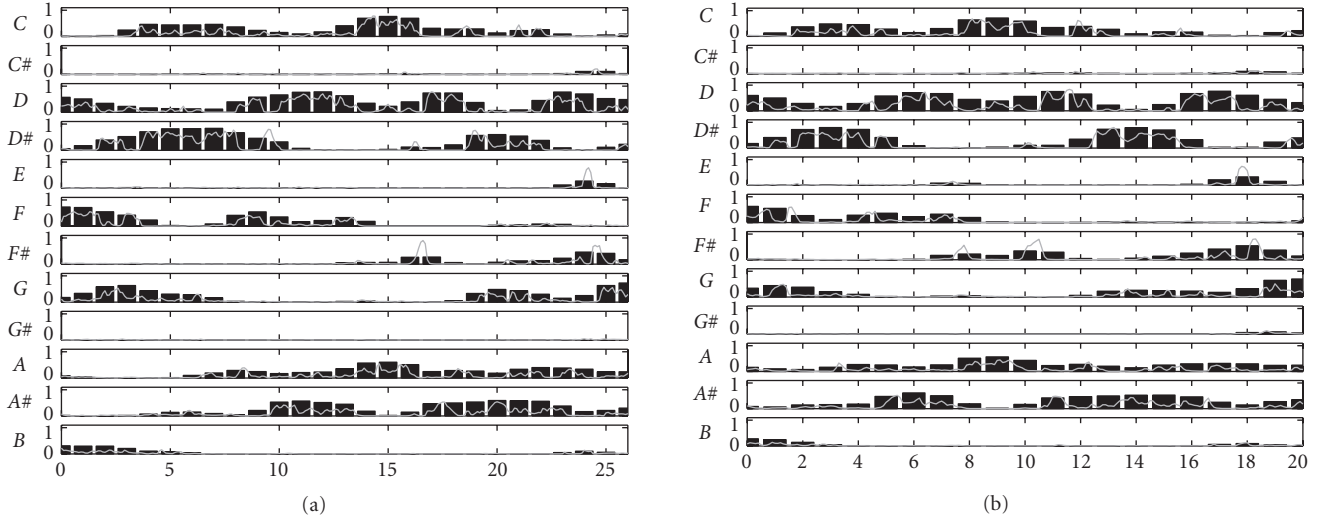 C 1 0
C# 1 0
D 1 0
D# 1 0
E 1 0
F 1 0
F# 1 0
G 1 0
G# 1 0
A 1 0
A# 1 0
B 1 0
0 5 10 15 20 25
(a)
C 1 0
C# 1 0
D 1 0
D# 1 0
E 1 0
F 1 0
F# 1 0
G 1 0
G# 1 0
A 1 0
A# 1 0
B 1 0
0 2 4 6 8 10 12 14 16 18 20
(b)